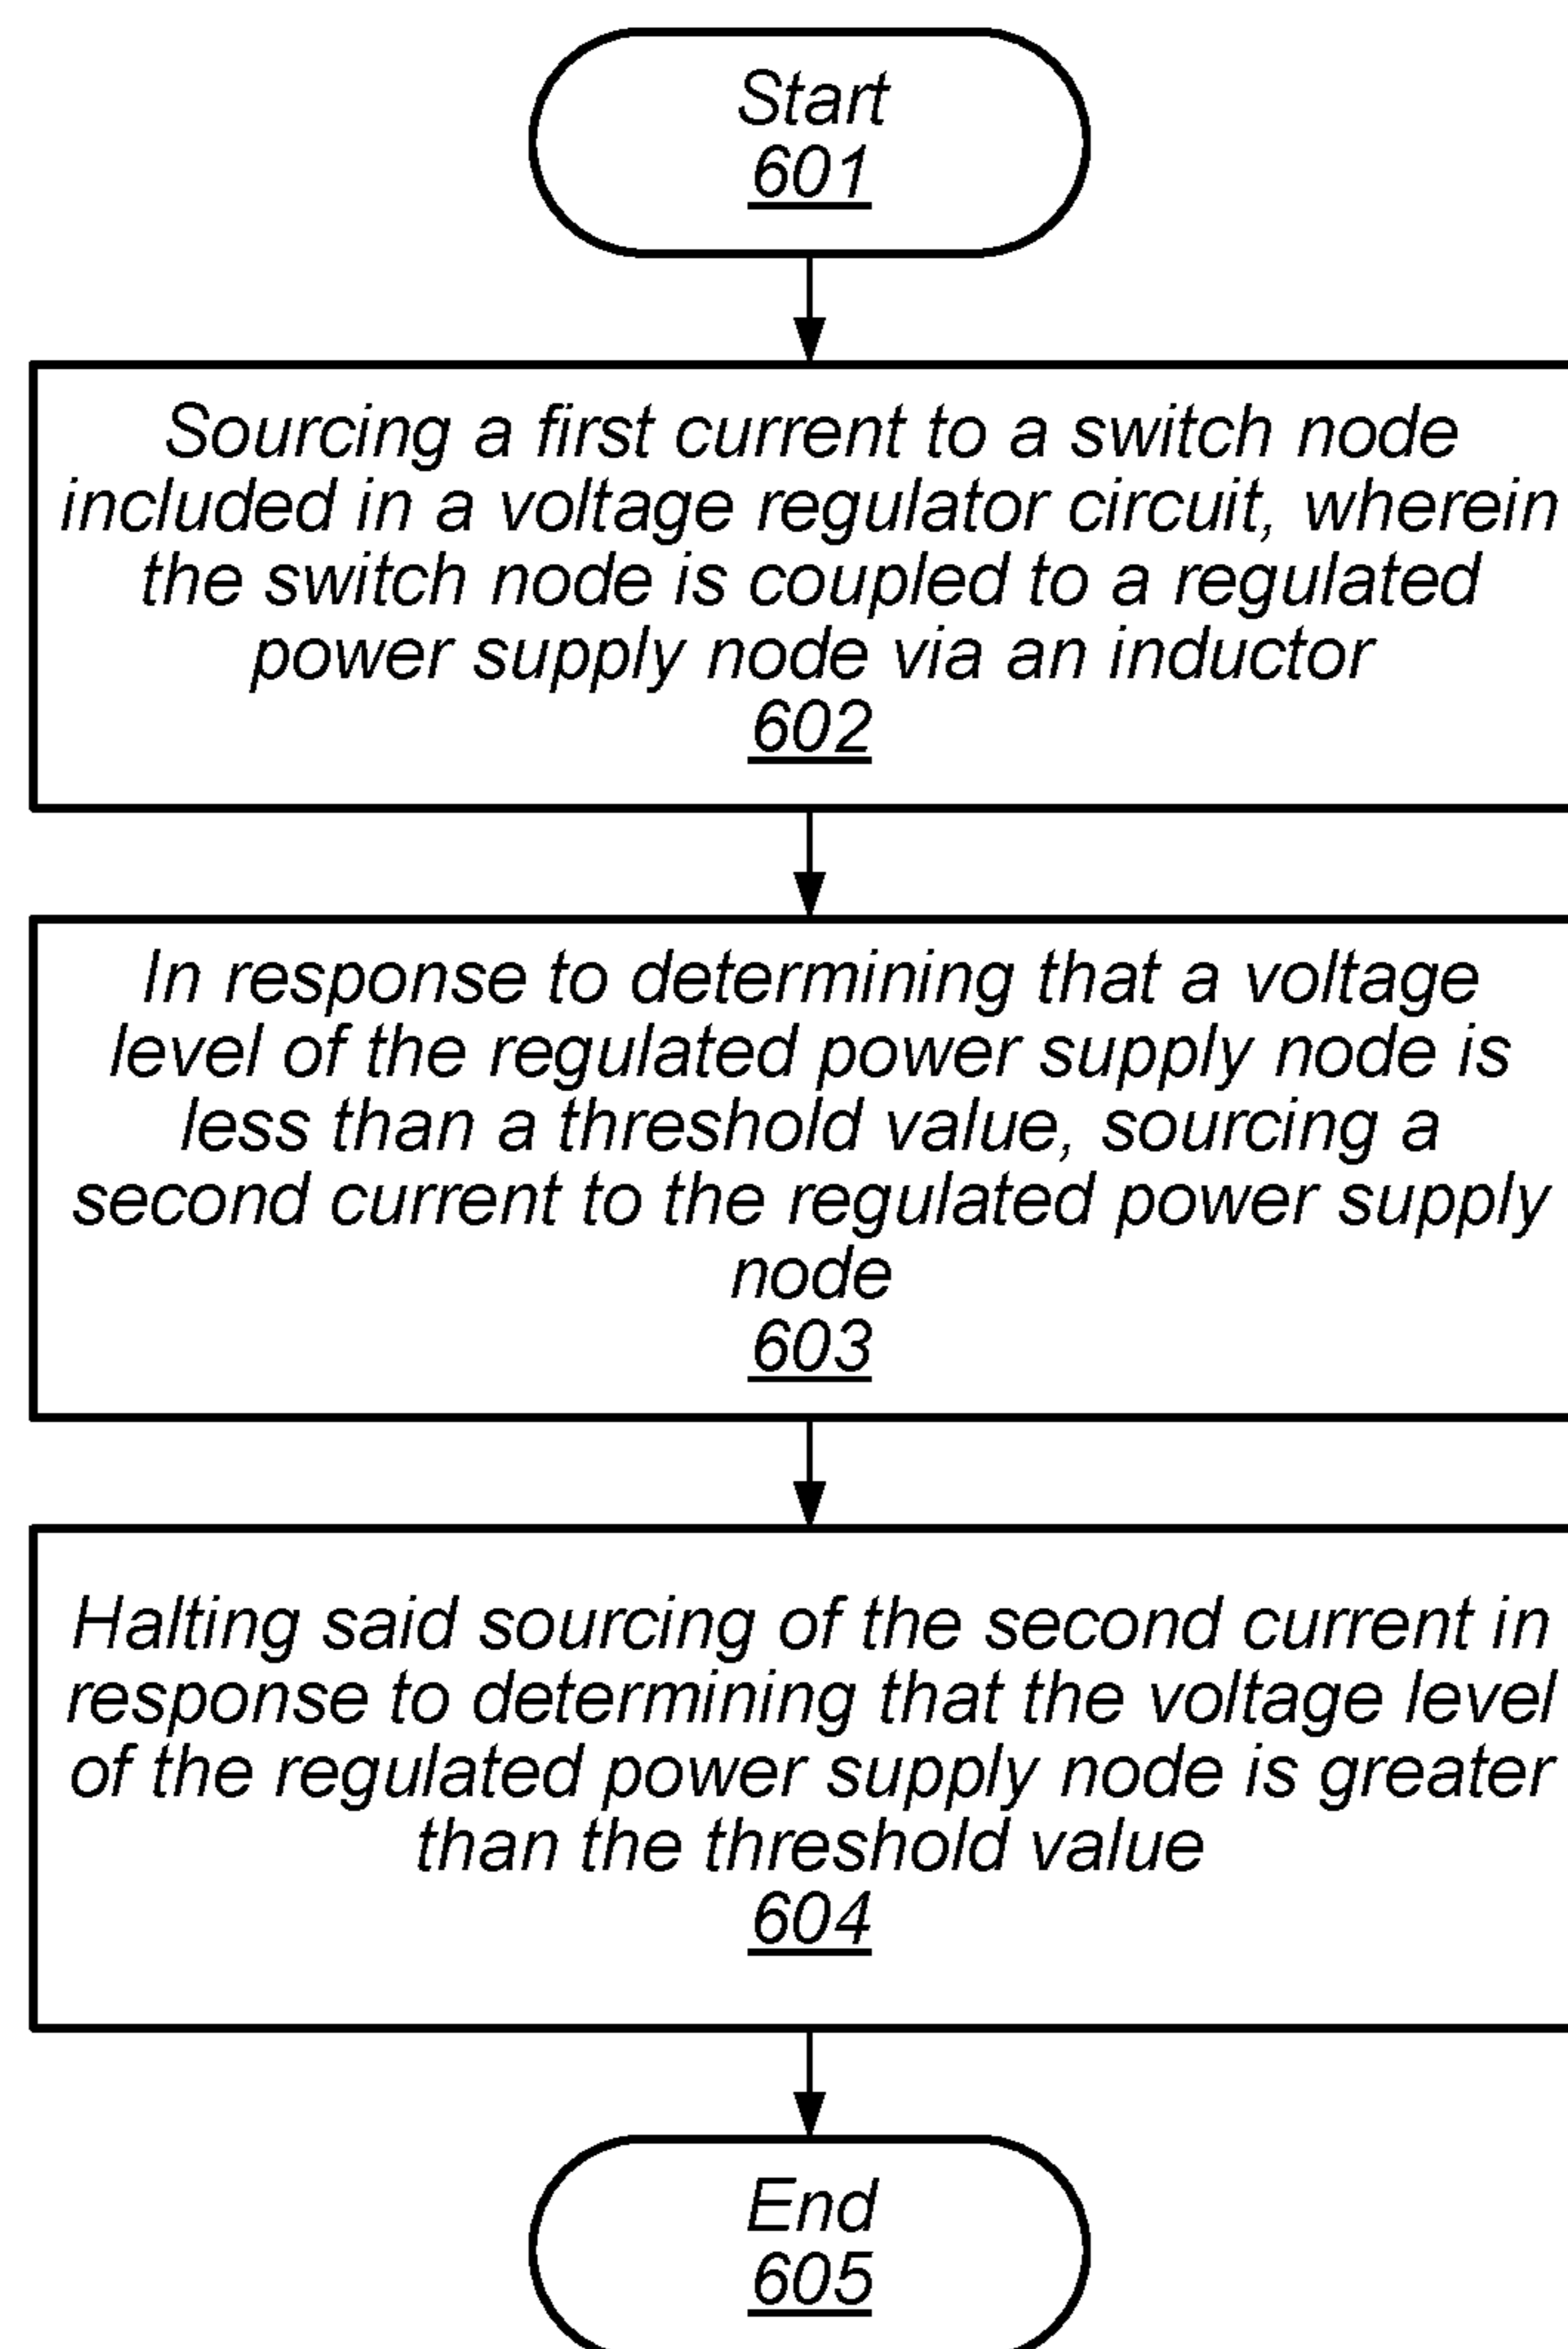 Start
601
Sourcing a first current to a switch node
included in a voltage regulator circuit, wherein
the switch node is coupled to a regulated
power supply node via an inductor
602
In response to determining that a voltage
level of the regulated power supply node is
less than a threshold value, sourcing a
second current to the regulated power supply
node
603
Halting said sourcing of the second current in
response to determining that the voltage level
of the regulated power supply node is greater
than the threshold value
604
End
605